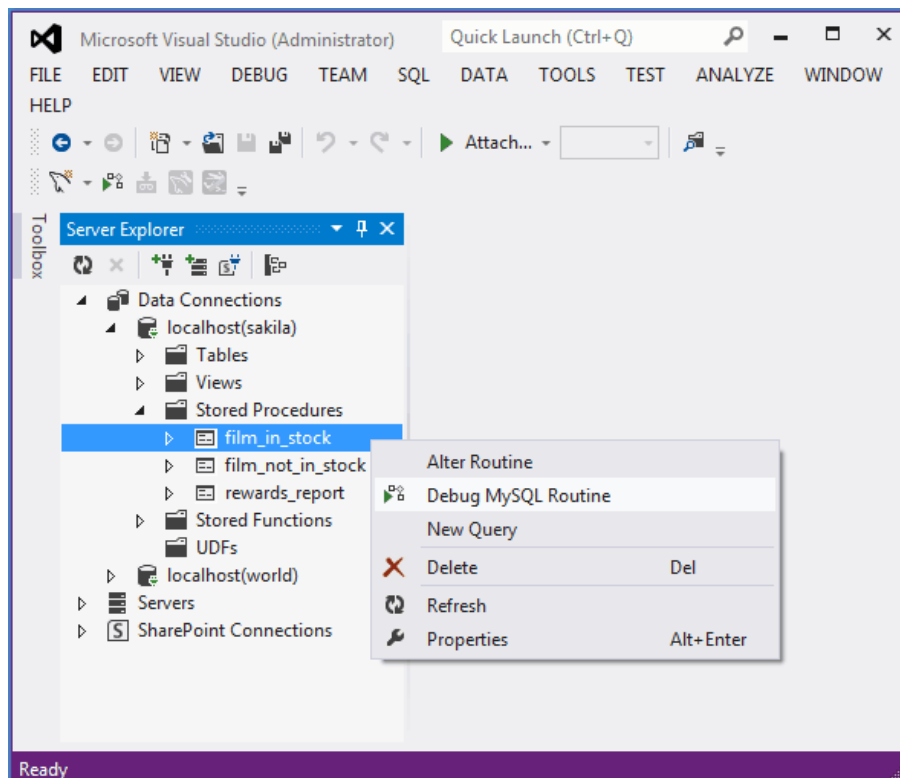 Microsoft Visual Studio (Administrator)
Quick Launch (Ctrl+Q)
FILE EDIT VIEW DEBUG TEAM SQL DATA TOOLS TEST ANALYZE WINDOW
HELP
Attach...
Toolbox
Server Explorer
Data Connections
localhost(sakila)
Tables
Views
Stored Procedures
film_in_stock
film_not_in_stock
rewards_report
Stored Functions
UDFs
localhost(world)
Servers
SharePoint Connections
Alter Routine
Debug MySQL Routine
New Query
Delete Del
Refresh
Properties Alt+Enter
Ready